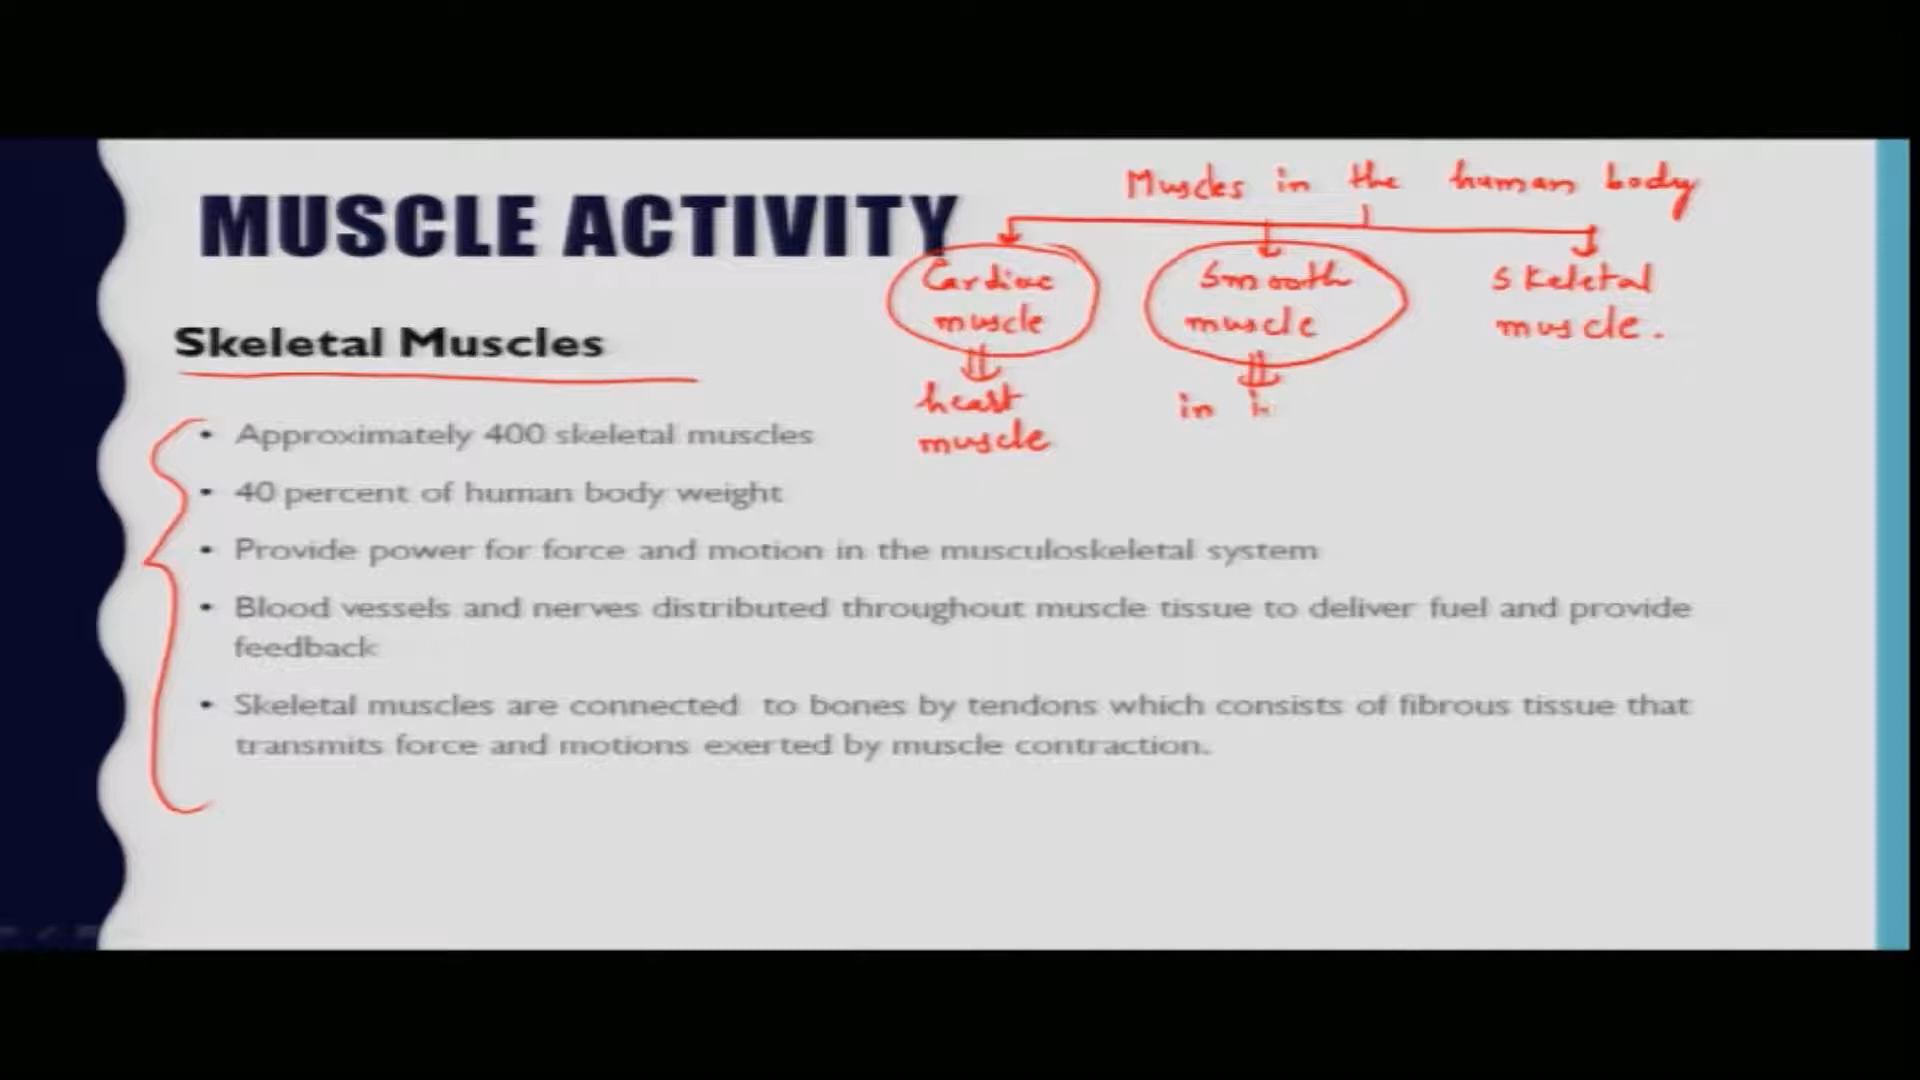 MUSCLE ACTIVITY
Muscles in the human body
Cardiac
muscle
Smooth
muscle
Skeletal
muscle.
heart
muscle
in
Skeletal Muscles
• Approximately 400 skeletal muscles
• 40 percent of human body weight
• Provide power for force and motion in the musculoskeletal system
• Blood vessels and nerves distributed throughout muscle tissue to deliver fuel and provide
feedback
• Skeletal muscles are connected to bones by tendons which consists of fibrous tissue that
transmits force and motions exerted by muscle contraction.